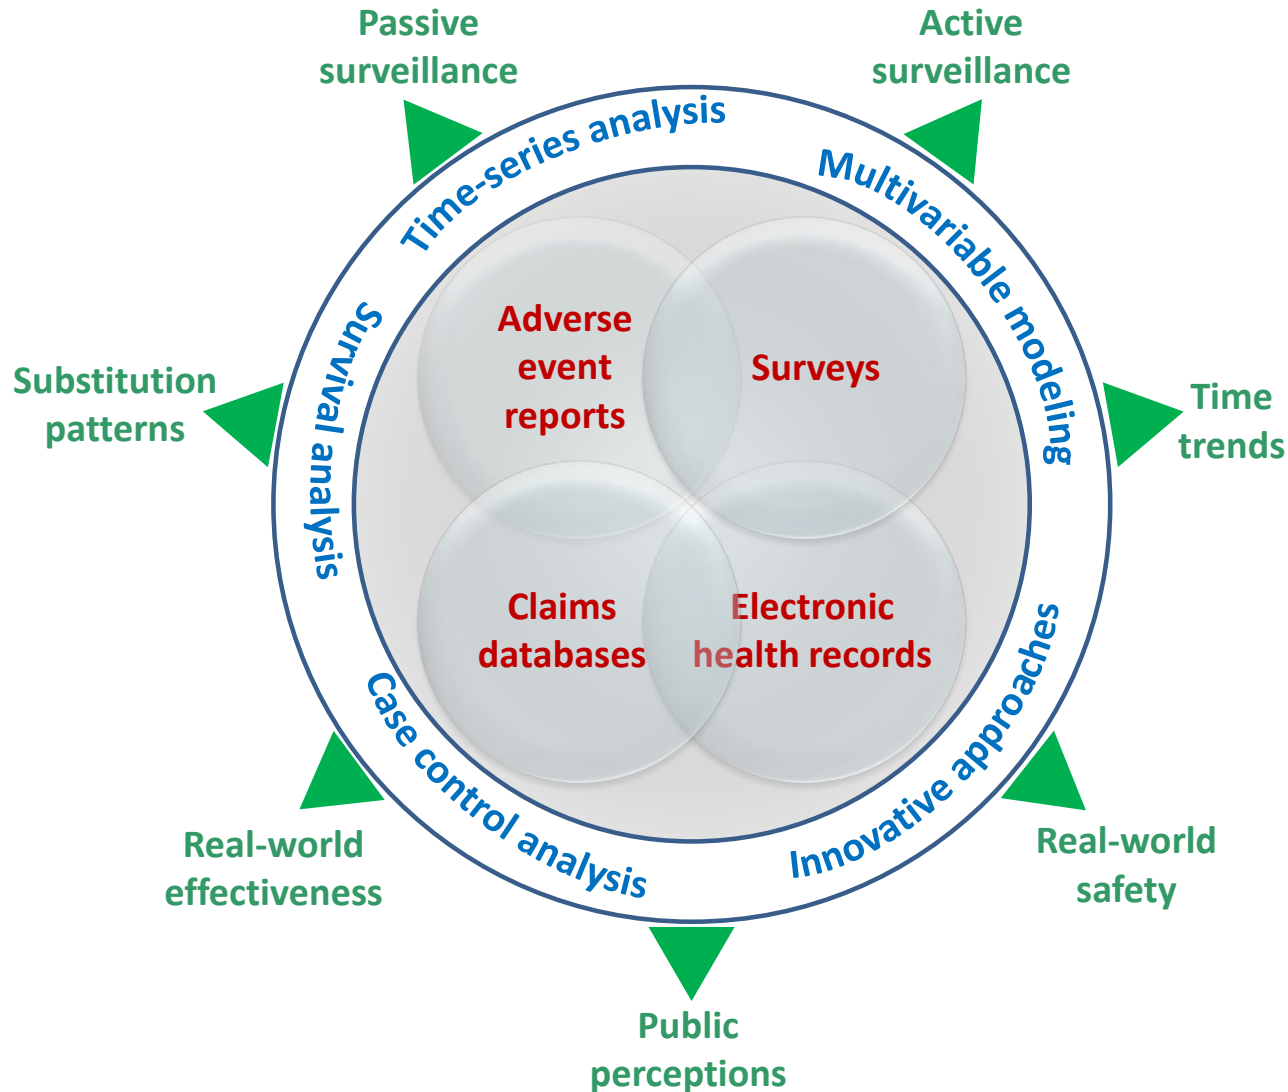 Passive
surveillance
Active
surveillance
Time-series analysis
Multivariable modeling
Survival analysis
Adverse
event
reports
Surveys
Substitution
patterns
Time
trends
Claims
databases
Electronic
health records
Case control analysis
Innovative approaches
Real-world
effectiveness
Real-world
safety
Public
perceptions